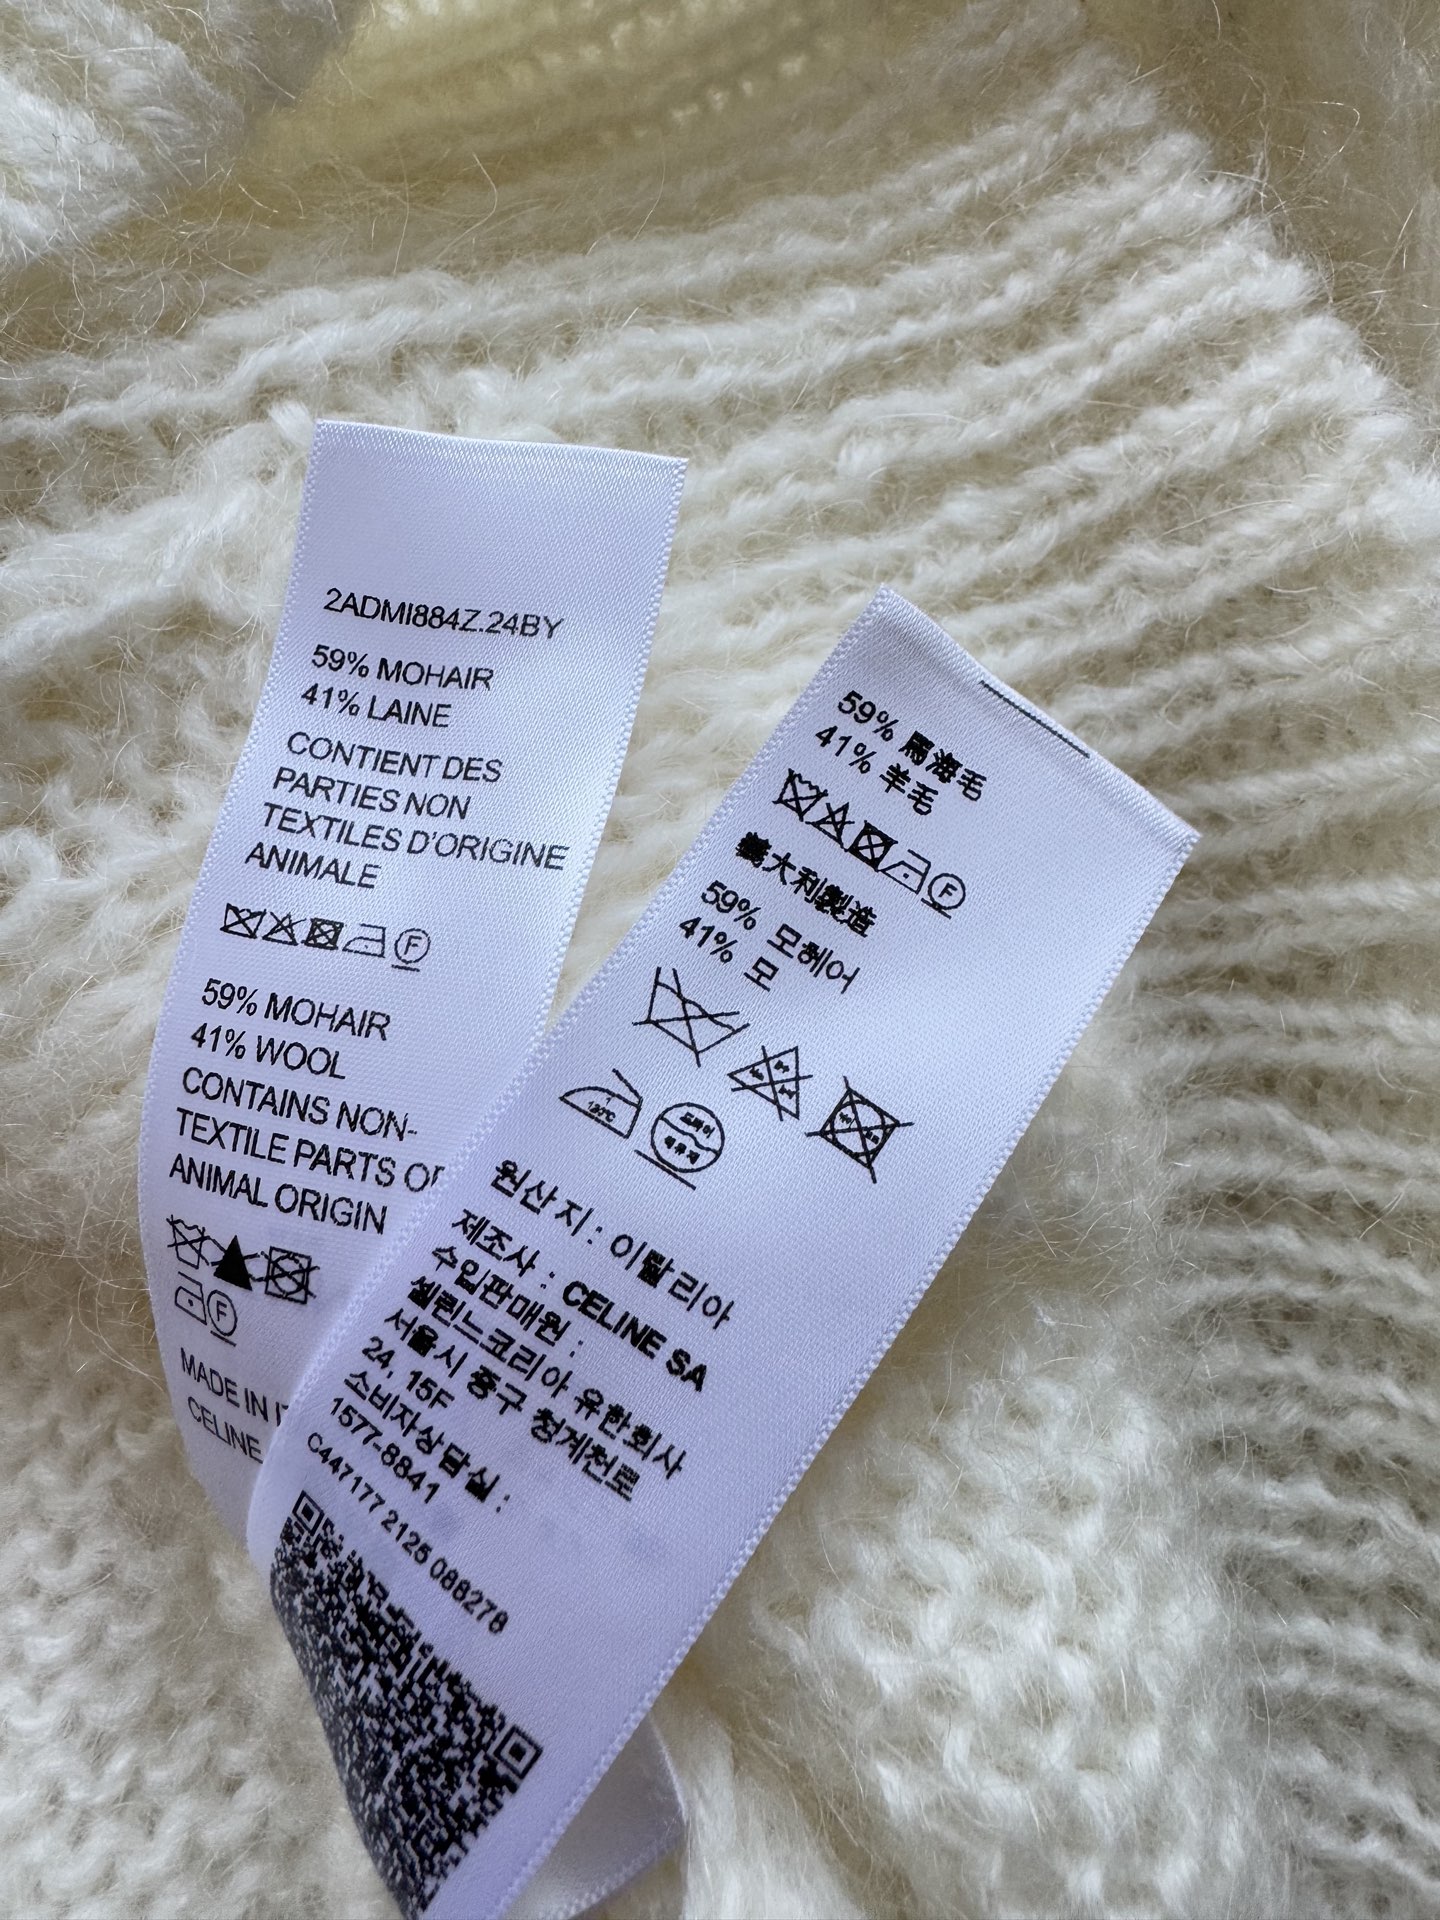 2ADMI884Z.24BY
59% MOHAIR
41% LAINE
CONTIENT DES
PARTIES NON
TEXTILES D'ORIGINE
ANIMALE
F
59% MOHAIR
41% WOOL
CONTAINS NON-
TEXTILE PARTS OF
ANIMAL ORIGIN
F
MADE IN
CELINE
59% 馬海毛
41% 羊毛
F
義大利製造
59% 모헤어
41% 모
원산지 : 이탈리아
제조사 : CELINE SA
수입판매원 :
셀린느코리아 유한회사
서울시 중구 청계천로
24, 15F
소비자상담실 :
1577-8841
C447177 2125 088278